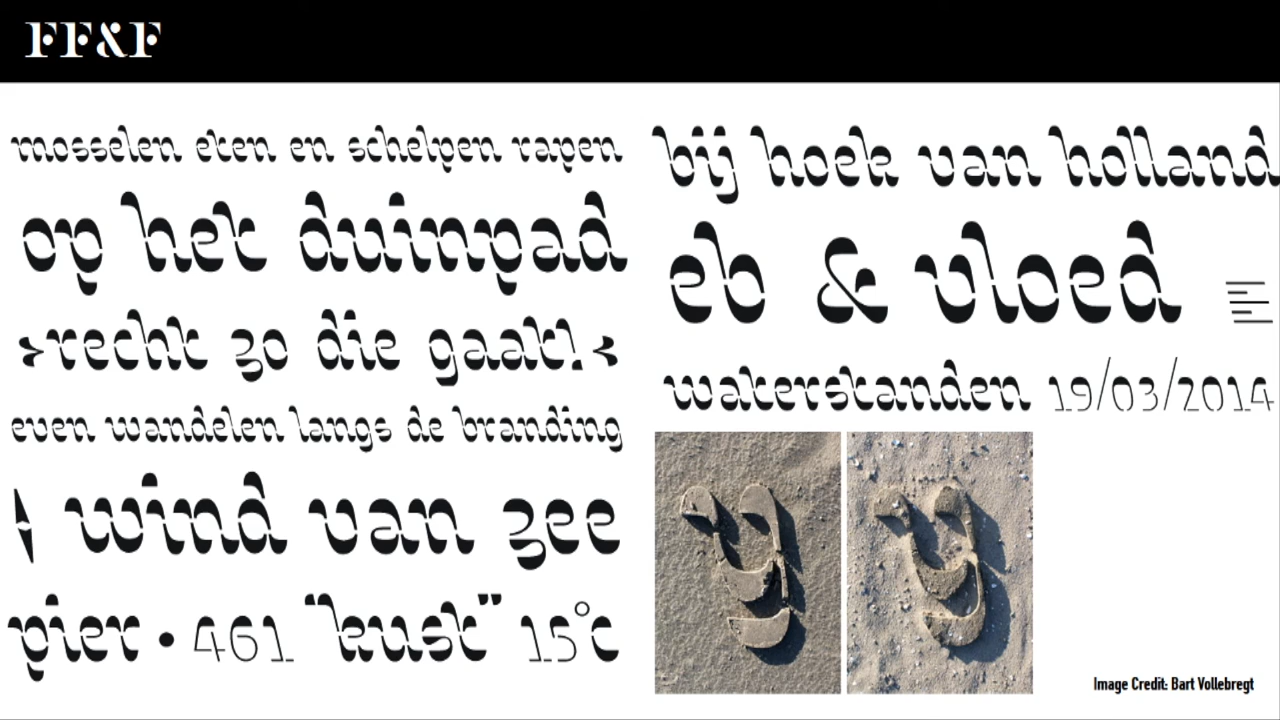 FF&F
mosselen eten en schelpen rapen
op het duinpad
recht zo die gaat!
even wandelen langs de branding
wind van zee
pier • 461 “kust” 15°c
bij hoek van holland
eb & vloed
waterstanden 19/03/2014
y y
Image Credit: Bart Vollebregt